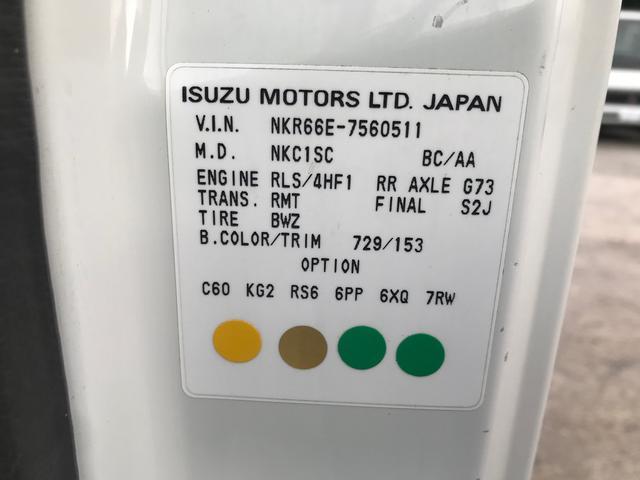 ISUZU MOTORS LTD. JAPAN
V.I.N. NKR66E-7560511
M.D. NKC1SC BC/AA
ENGINE RLS/4HF1 RR AXLE G73
TRANS. RMT FINAL S2J
TIRE BWZ
B.COLOR/TRIM 729/153
OPTION
C60 KG2 RS6 6PP 6XQ 7RW